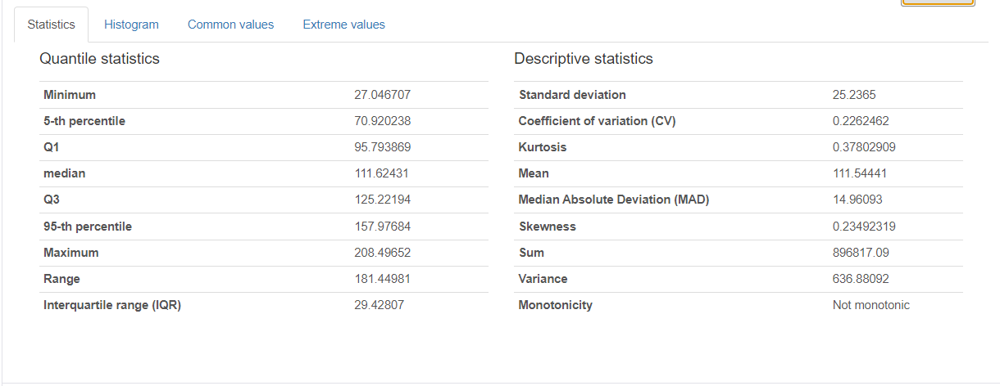 Statistics Histogram Common values Extreme values
Quantile statistics
Minimum 27.046707
5-th percentile 70.920238
Q1 95.793869
median 111.62431
Q3 125.22194
95-th percentile 157.97684
Maximum 208.49652
Range 181.44981
Interquartile range (IQR) 29.42807
Descriptive statistics
Standard deviation 25.2365
Coefficient of variation (CV) 0.2262462
Kurtosis 0.37802909
Mean 111.54441
Median Absolute Deviation (MAD) 14.96093
Skewness 0.23492319
Sum 896817.09
Variance 636.88092
Monotonicity Not monotonic